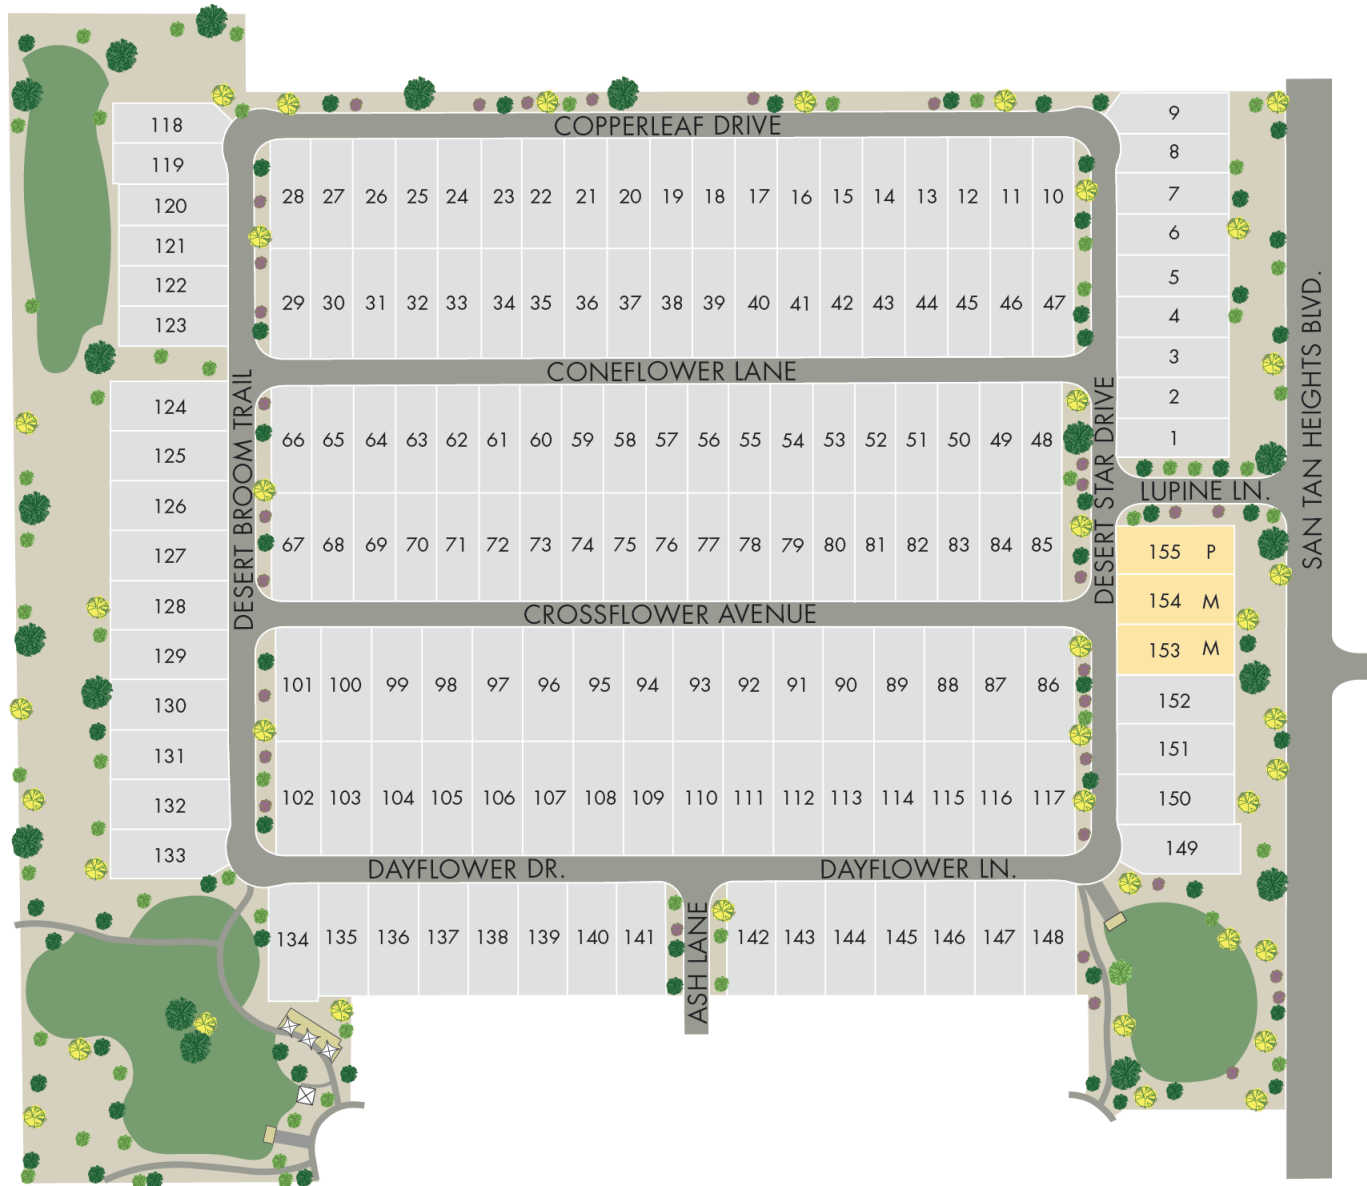 COPPERLEAF DRIVE
118
119
120
121
122
123
28 27 26 25 24 23 22 21 20 19 18 17 16 15 14 13 12 11 10
29 30 31 32 33 34 35 36 37 38 39 40 41 42 43 44 45 46 47
9
8
7
6
5
4
3
2
1
CONEFLOWER LANE
DESERT BROOM TRAIL
DESERT STAR DRIVE
SAN TAN HEIGHTS BLVD.
LUPINE LN.
124
125
126
127
128
129
130
131
132
133
66 65 64 63 62 61 60 59 58 57 56 55 54 53 52 51 50 49 48
67 68 69 70 71 72 73 74 75 76 77 78 79 80 81 82 83 84 85
155 P
154 M
153 M
152
151
150
149
CROSSFLOWER AVENUE
101 100 99 98 97 96 95 94 93 92 91 90 89 88 87 86
102 103 104 105 106 107 108 109 110 111 112 113 114 115 116 117
DAYFLOWER DR.
DAYFLOWER LN.
134 135 136 137 138 139 140 141
ASH LANE
142 143 144 145 146 147 148